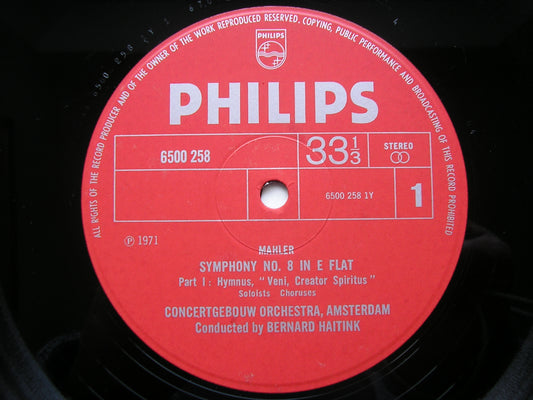 ALL RIGHTS OF THE RECORD PRODUCER AND OF THE OWNER OF THE WORK REPRODUCED RESERVED. COPYING, PUBLIC PERFORMANCE AND BROADCASTING OF THIS RECORD PROHIBITED
PHILIPS
PHILIPS
6500 258
33 1/3
STEREO
6500 258 1Y
1
Ⓟ 1971
MAHLER
SYMPHONY NO. 8 IN E FLAT
Part I: Hymnus, "Veni, Creator Spiritus"
Soloists Choruses
CONCERTGEBOUW ORCHESTRA, AMSTERDAM
Conducted by BERNARD HAITINK